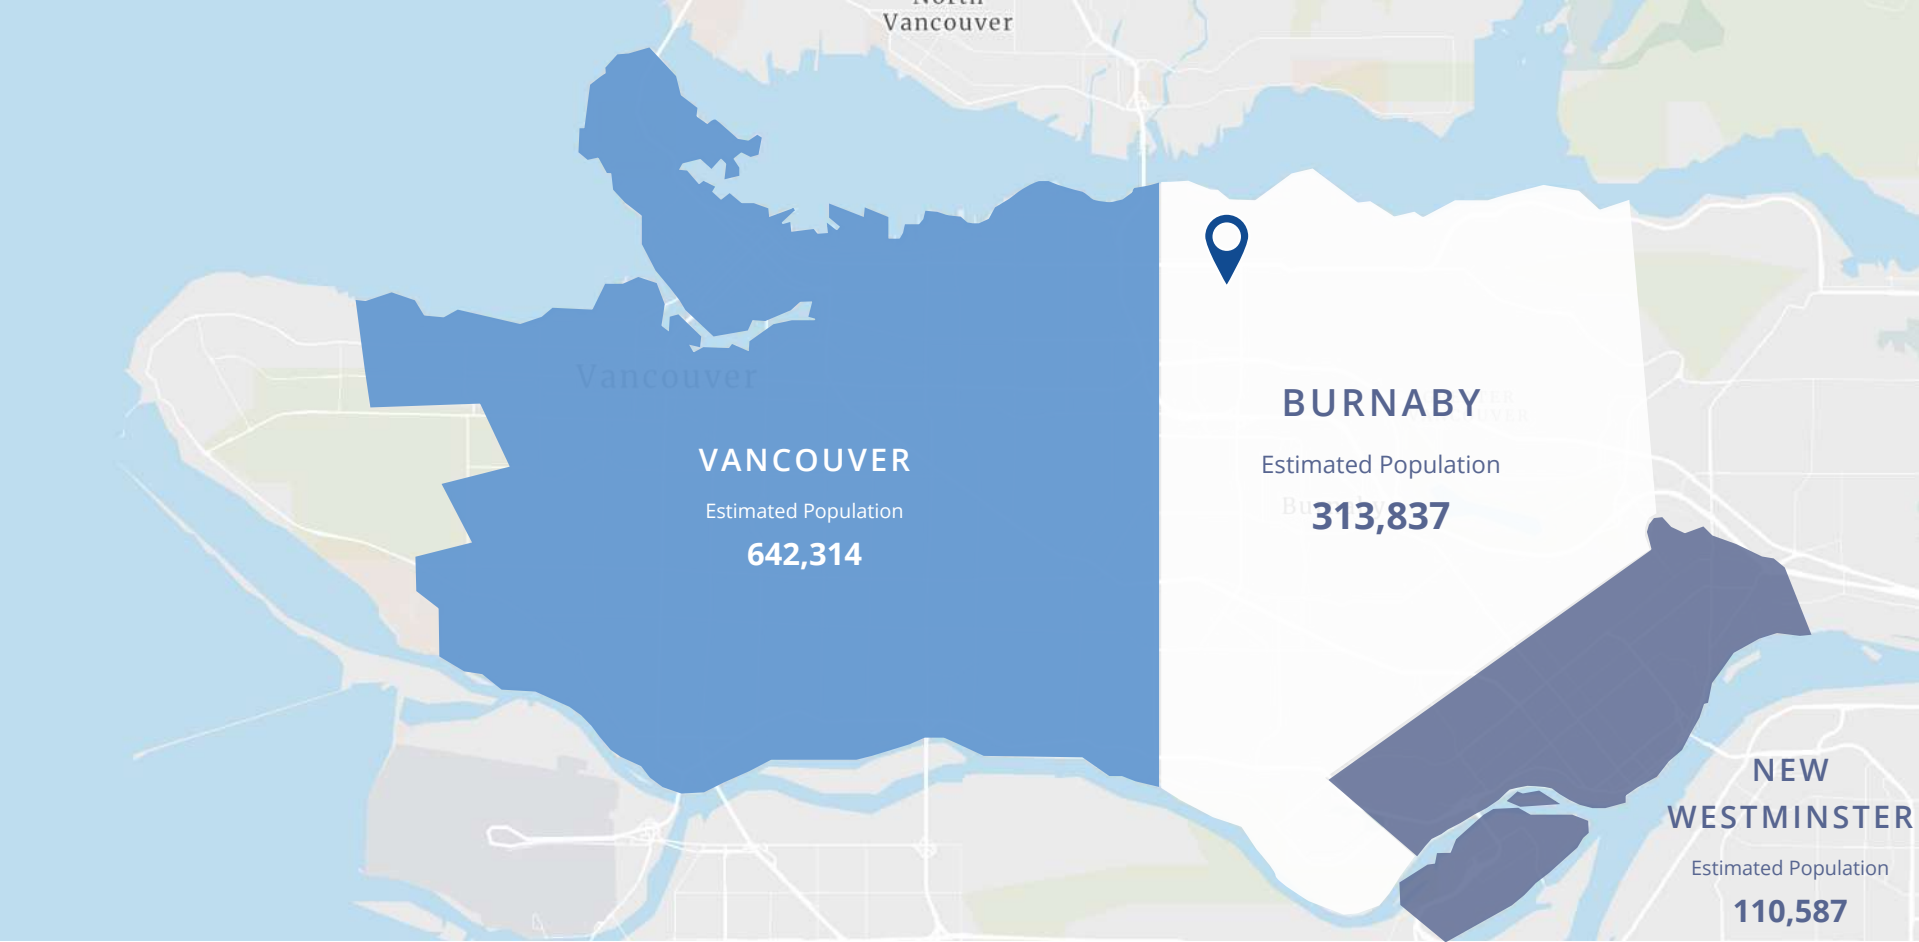 North
Vancouver
Vancouver
VANCOUVER
Estimated Population
642,314
BURNABY
Estimated Population
313,837
NEW
WESTMINSTER
Estimated Population
110,587